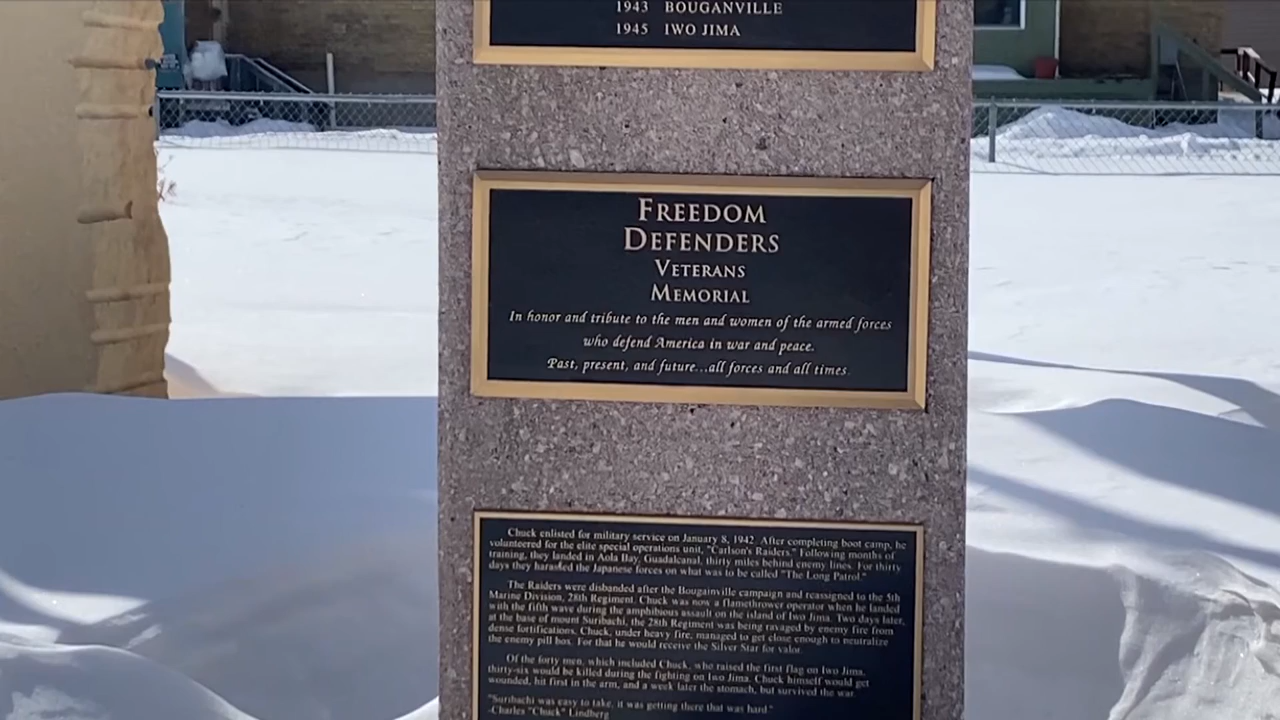 1943 BOUGANVILLE
1945 IWO JIMA
FREEDOM
DEFENDERS
VETERANS
MEMORIAL
In honor and tribute to the men and women of the armed forces
who defend America in war and peace.
Past, present, and future...all forces and all times.
Chuck enlisted for military service on January 8, 1942. After completing boot camp, he
volunteered for the elite special operations unit, "Carlson's Raiders." Following months of
training, they landed in Aola Bay, Guadalcanal, thirty miles behind enemy lines. For thirty
days they harassed the Japanese forces on what was to be called "The Long Patrol."
The Raiders were disbanded after the Bougainville campaign and reassigned to the 5th
Marine Division, 28th Regiment. Chuck was now a flamethrower operator when he landed
with the fifth wave during the amphibious assault on the island of Iwo Jima. Two days later,
at the base of mount Suribachi, the 28th Regiment was being ravaged by enemy fire from
dense fortifications. Chuck, under heavy fire, managed to get close enough to neutralize
the enemy pill box. For that he would receive the Silver Star for valor.
Of the forty men, which included Chuck, who raised the first flag on Iwo Jima,
thirty-six would be killed during the fighting on Iwo Jima. Chuck himself would get
wounded, hit first in the arm, and a week later the stomach, but survived the war.
"Suribachi was easy to take, it was getting there that was hard."
-Charles "Chuck" Lindberg